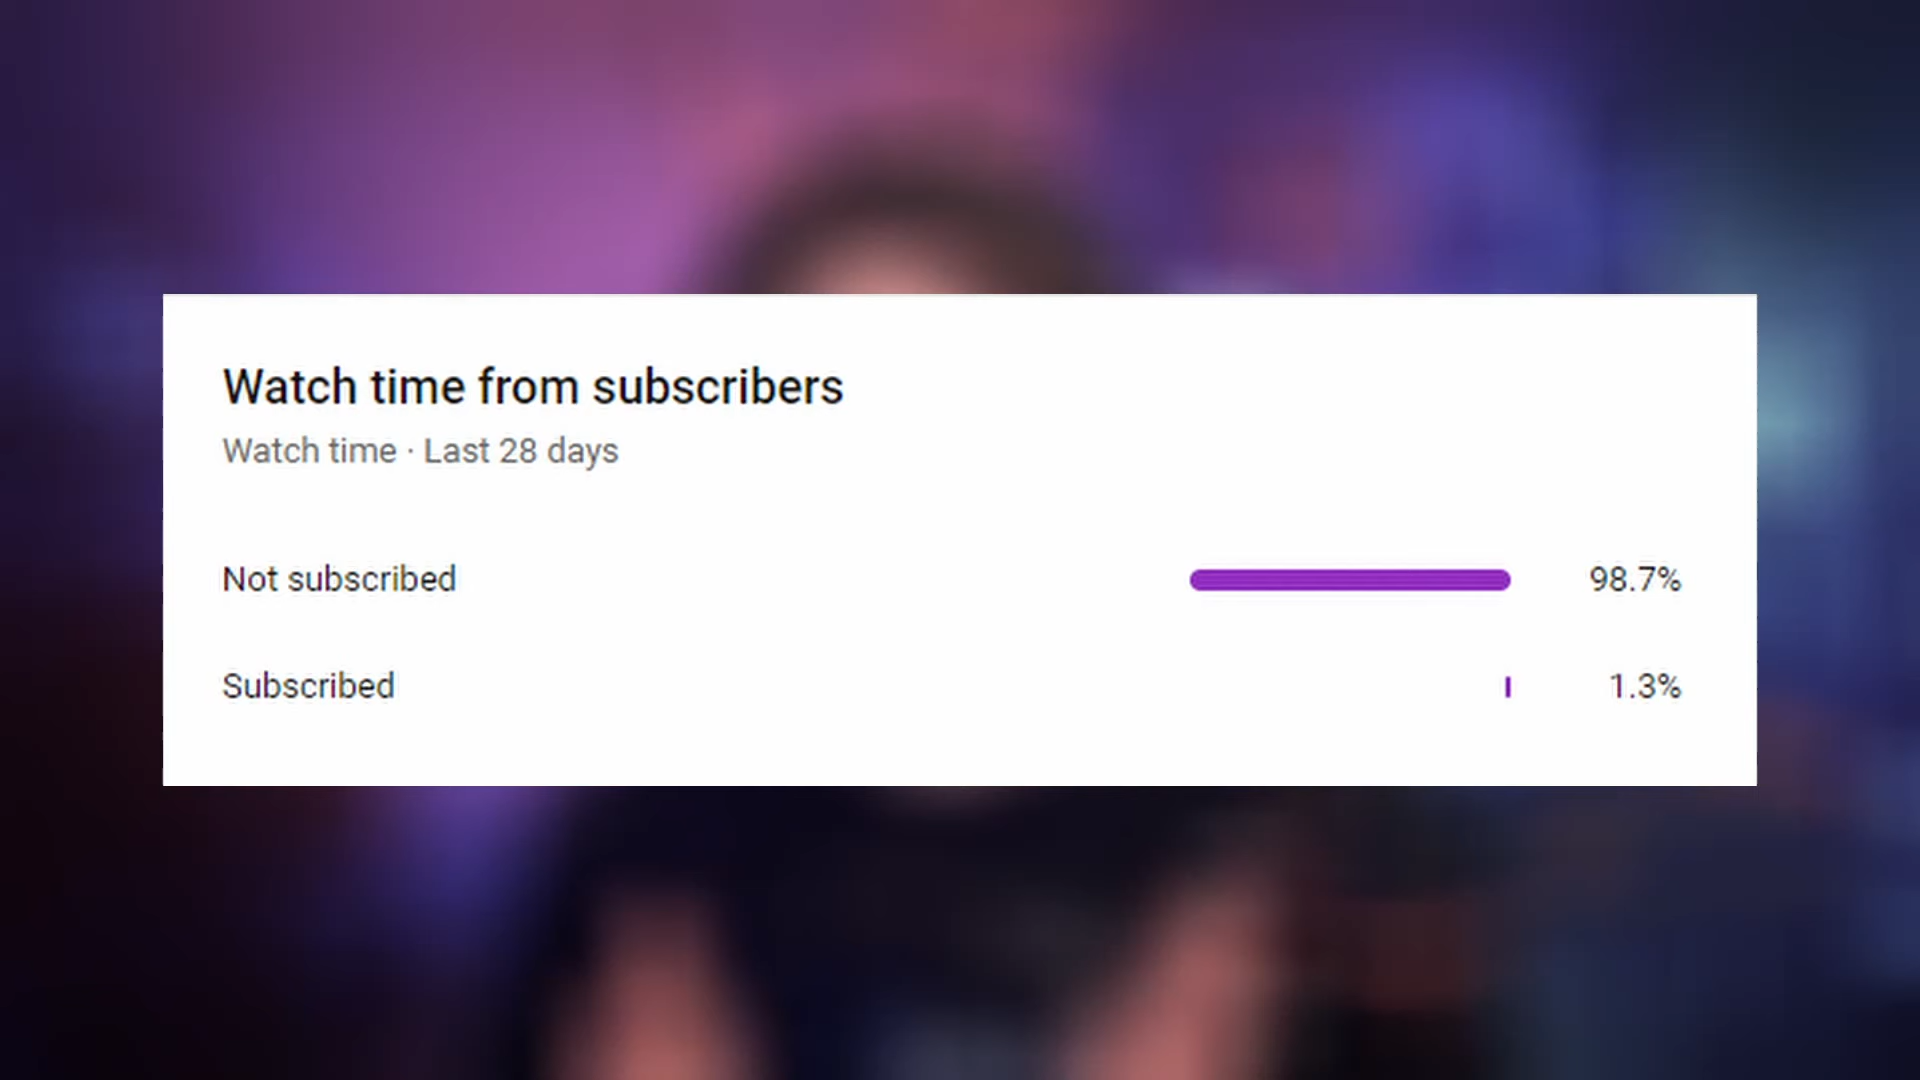 Watch time from subscribers
Watch time · Last 28 days
Not subscribed 98.7%
Subscribed 1.3%